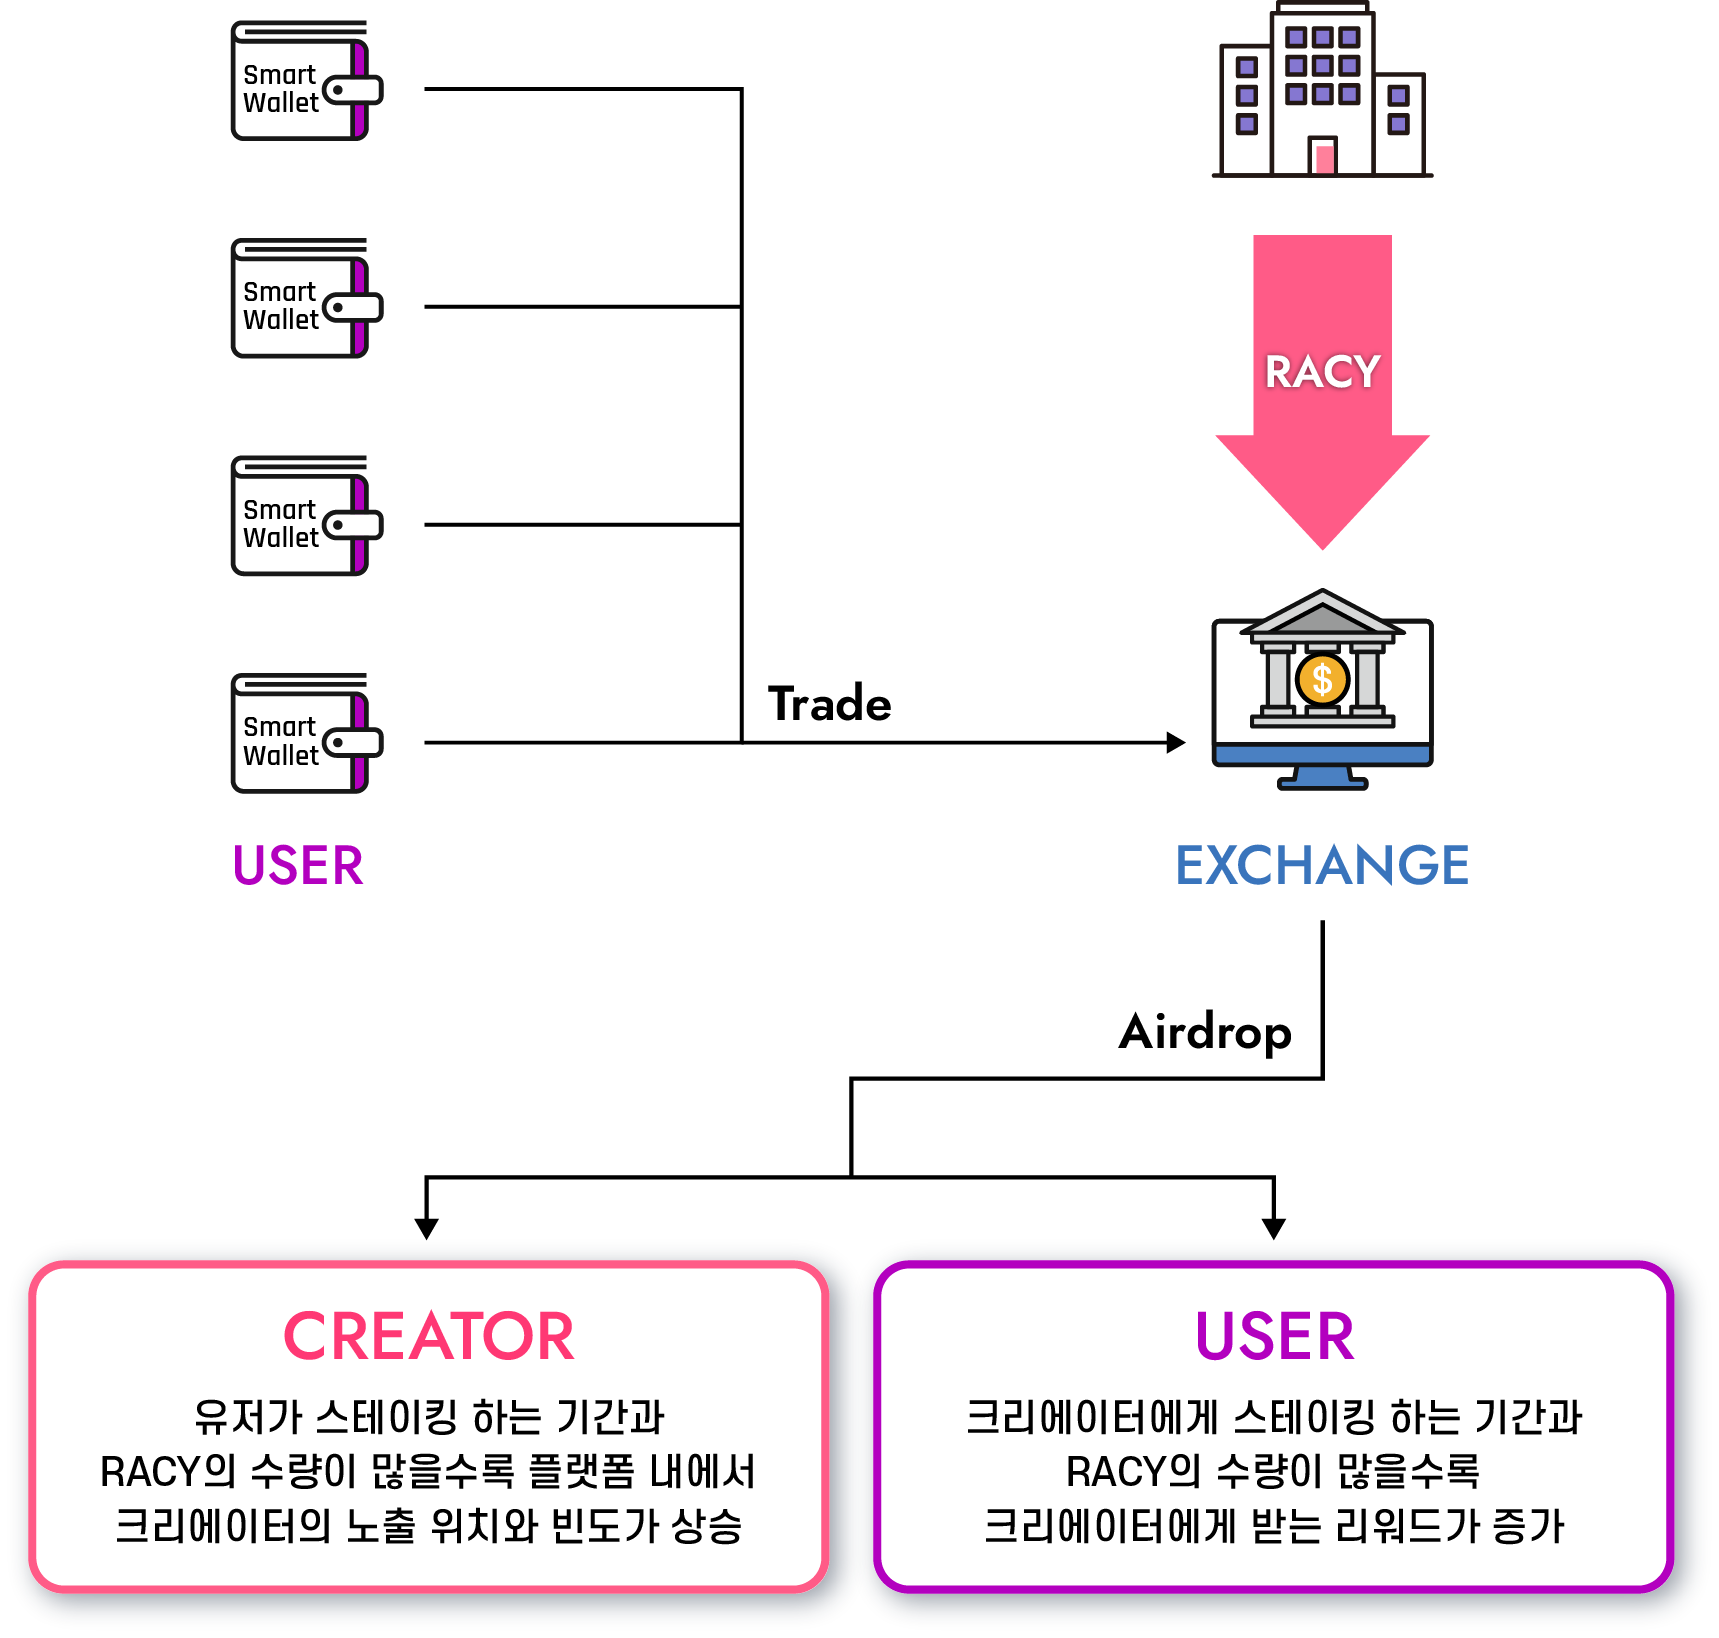 Smart
Wallet
Smart
Wallet
Smart
Wallet
Smart
Wallet
USER
RACY
Trade
EXCHANGE
Airdrop
CREATOR
유저가 스테이킹 하는 기간과
RACY의 수량이 많을수록 플랫폼 내에서
크리에이터의 노출 위치와 빈도가 상승
USER
크리에이터에게 스테이킹 하는 기간과
RACY의 수량이 많을수록
크리에이터에게 받는 리워드가 증가